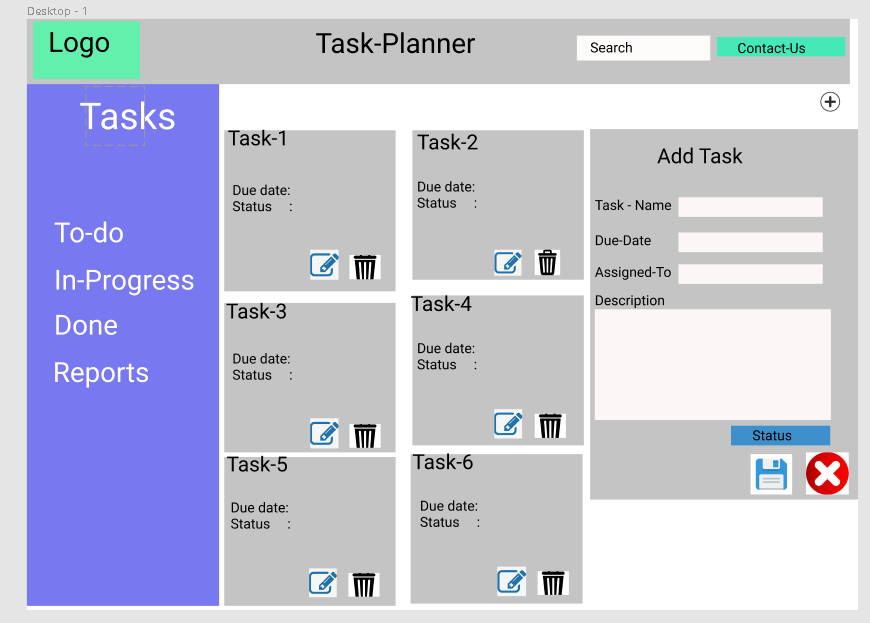 Desktop - 1
Logo
Task-Planner
Search
Contact-Us
Tasks
To-do
In-Progress
Done
Reports
Task-1
Due date:
Status :
Task-2
Due date:
Status :
Task-3
Due date:
Status :
Task-4
Due date:
Status :
Task-5
Due date:
Status :
Task-6
Due date:
Status :
Add Task
Task - Name
Due-Date
Assigned-To
Description
Status